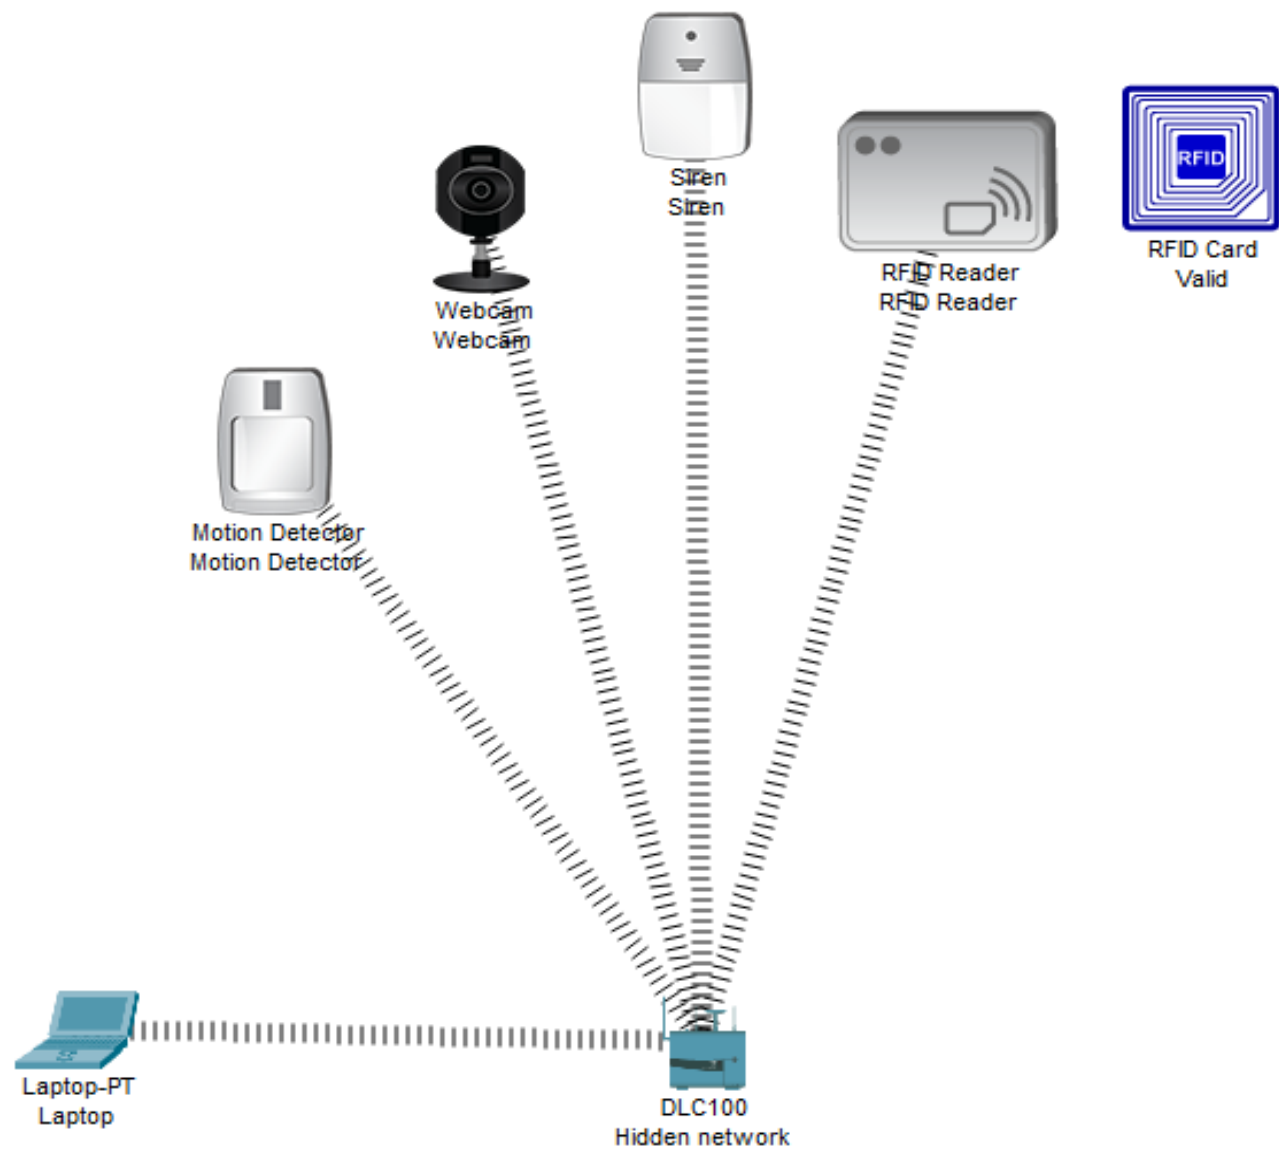 Siren
Siren
RFID
RFID Card
Valid
RFID Reader
RFID Reader
Webcam
Webcam
Motion Detector
Motion Detector
Laptop-PT
Laptop
DLC100
Hidden network